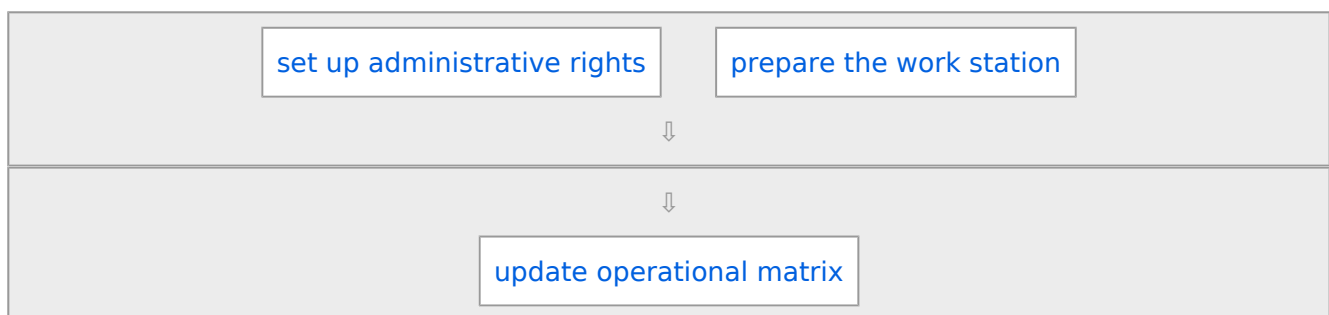 set up administrative rights
prepare the work station
⇩
⇩
update operational matrix